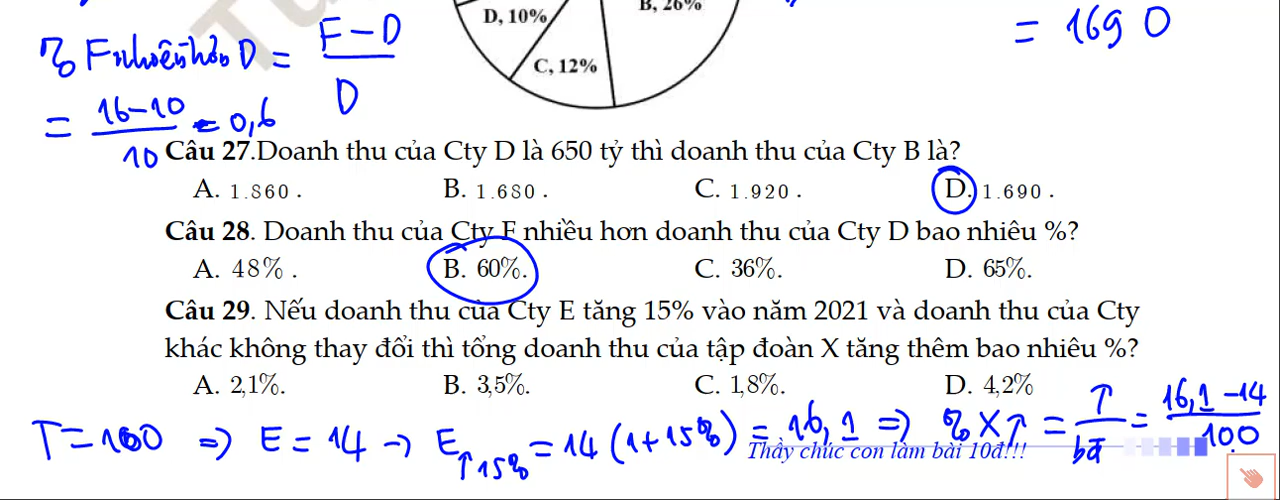 D, 10%
B, 26%
= 1690
% F nhiều hơn D = F - D / D
C, 12%
= 16 - 10 / 10 = 0,6
Câu 27.Doanh thu của Cty D là 650 tỷ thì doanh thu của Cty B là?
A. 1.860 . B. 1.680 . C. 1.920 . D. 1.690 .
Câu 28. Doanh thu của Cty F nhiều hơn doanh thu của Cty D bao nhiêu %?
A. 48% . B. 60%. C. 36%. D. 65%.
Câu 29. Nếu doanh thu của Cty E tăng 15% vào năm 2021 và doanh thu của Cty
khác không thay đổi thì tổng doanh thu của tập đoàn X tăng thêm bao nhiêu %?
A. 2,1%. B. 3,5%. C. 1,8%. D. 4,2%
T = 100 => E = 14 → E↑15% = 14 (1+15%) = 16,1 => % X↑ = ↑ / bđ = 16,1 - 14 / 100
Thầy chúc con làm bài 10đ!!!